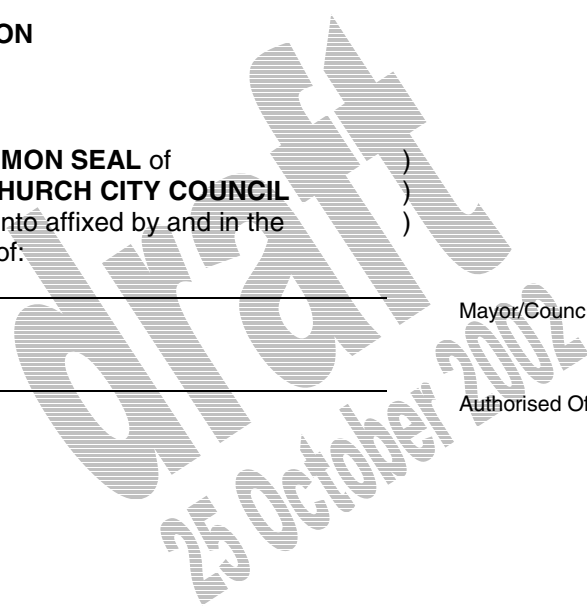 ON
MMON SEAL of )
HURCH CITY COUNCIL )
nto affixed by and in the )
of:
Mayor/Counc
Authorised Of
draft
25 October 2002